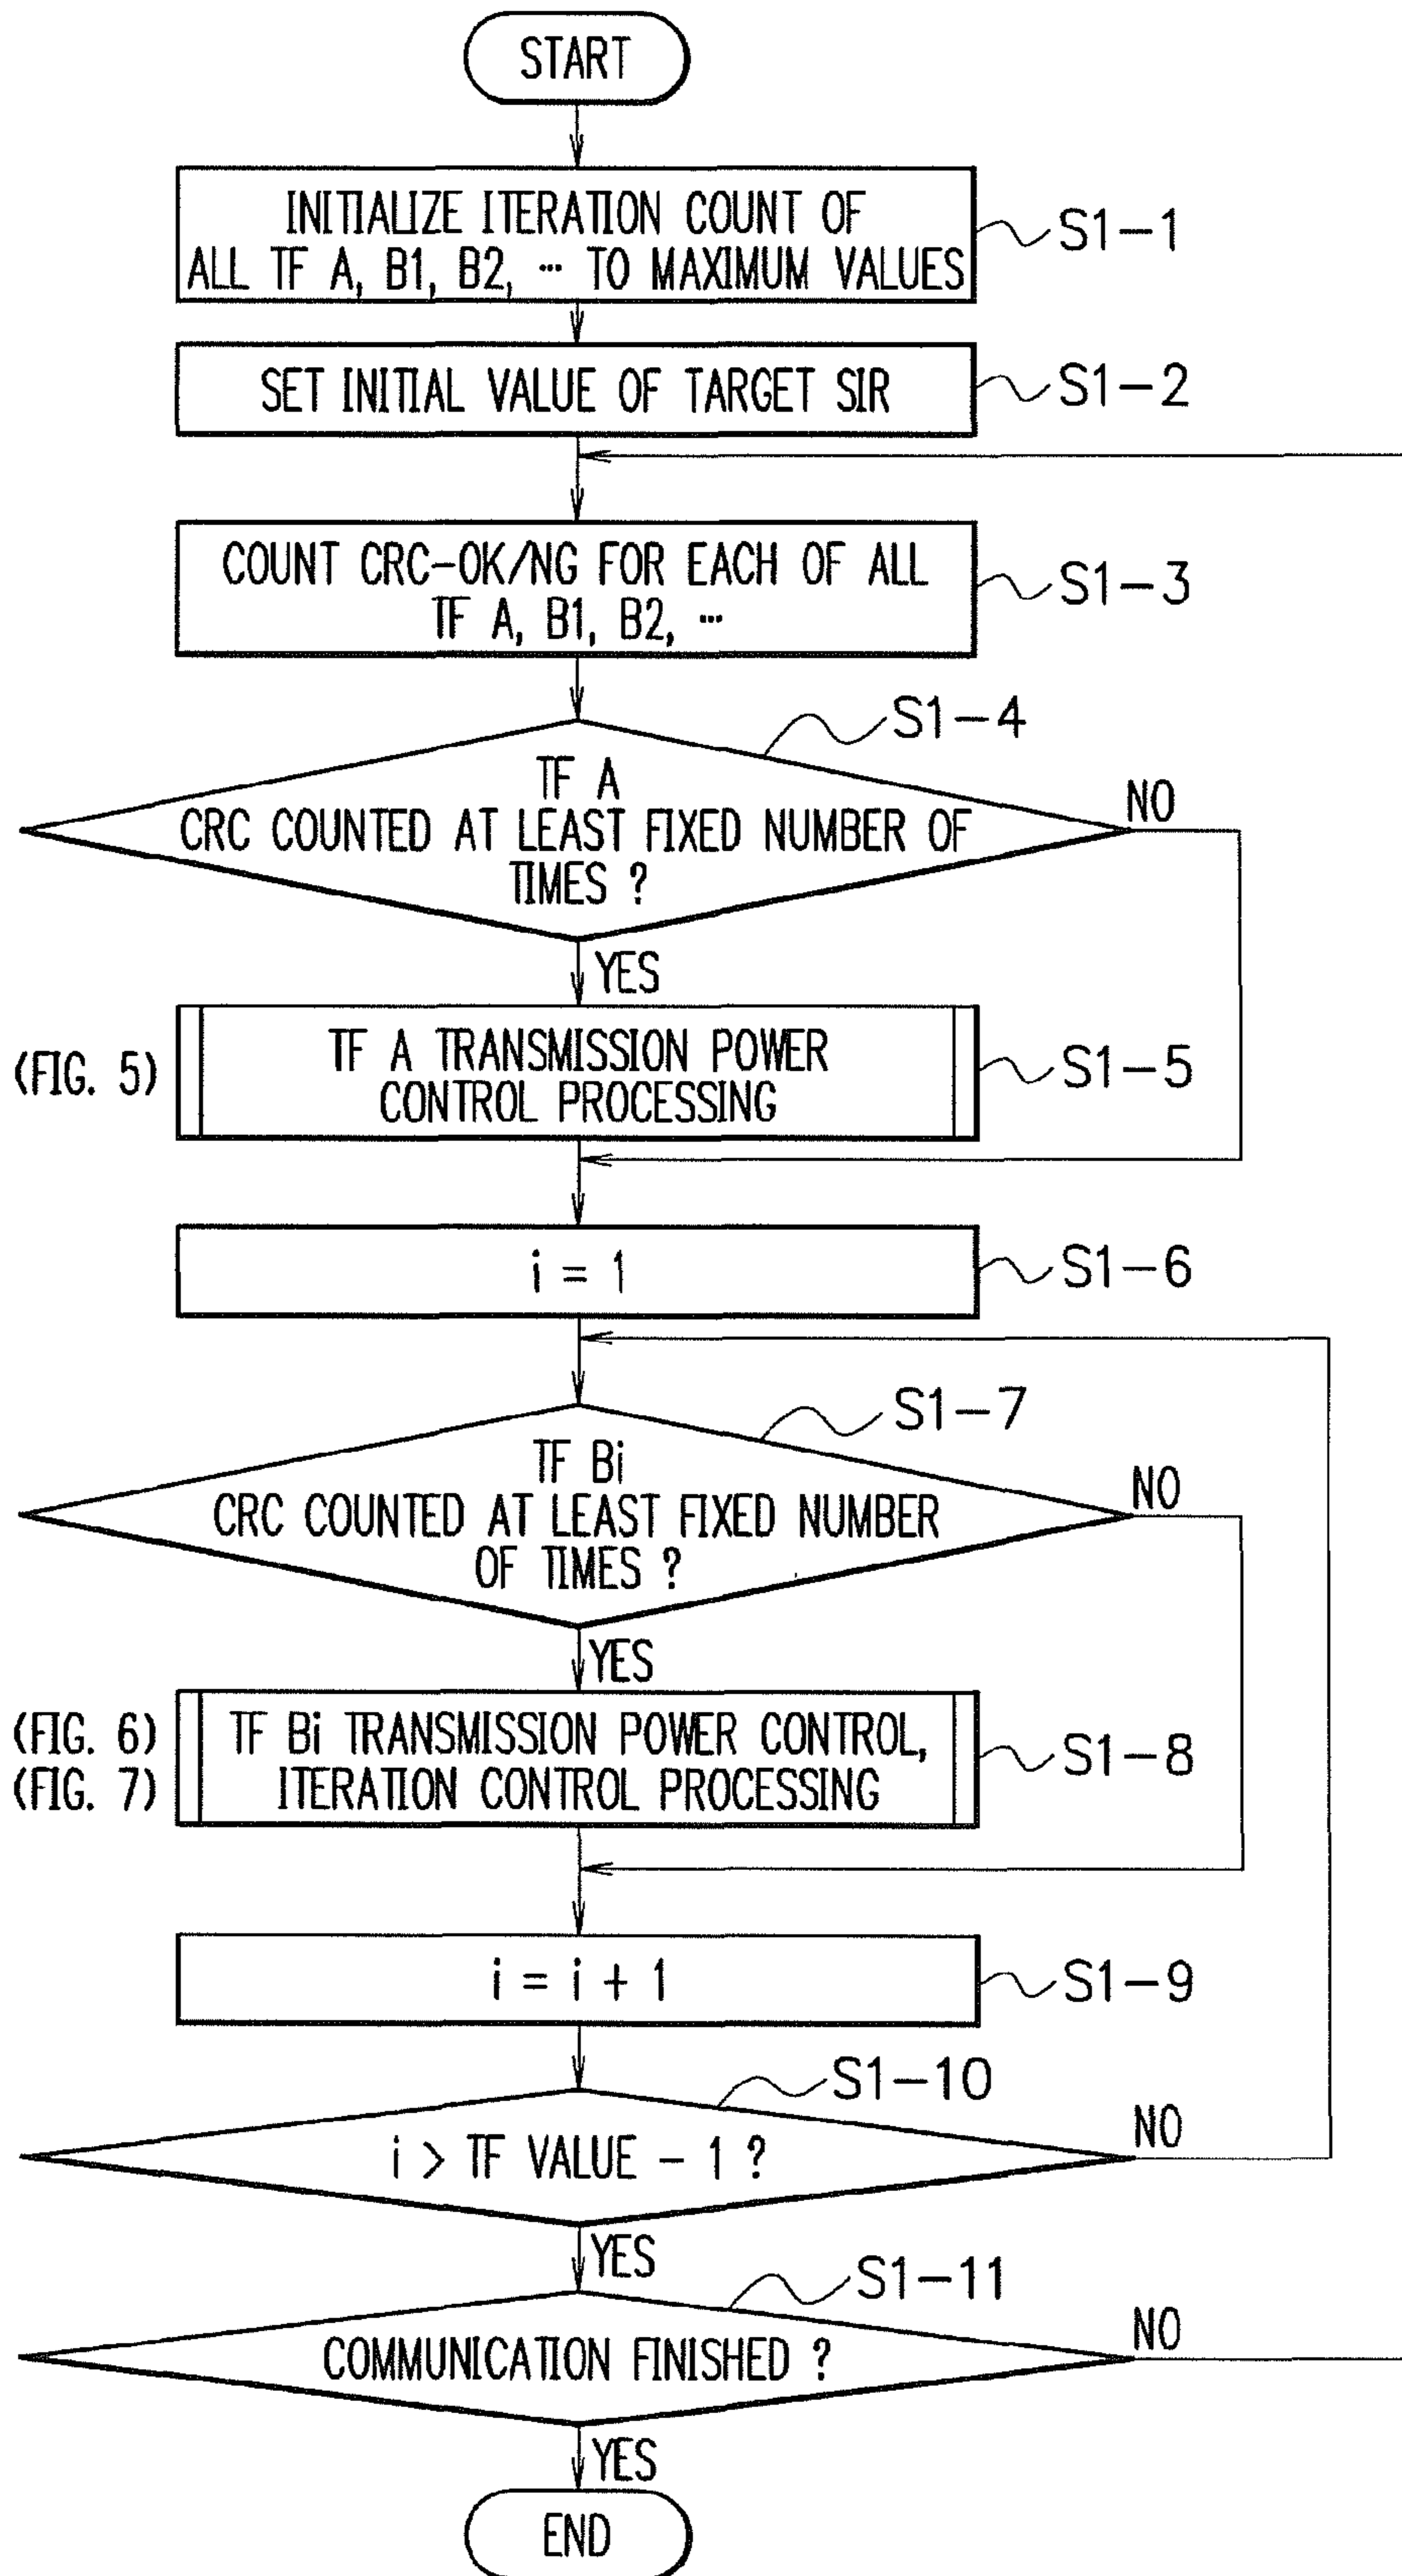 START
INITIALIZE ITERATION COUNT OF
ALL TF A, B1, B2, ··· TO MAXIMUM VALUES
S1-1
SET INITIAL VALUE OF TARGET SIR
S1-2
COUNT CRC-OK/NG FOR EACH OF ALL
TF A, B1, B2, ···
S1-3
S1-4
TF A
CRC COUNTED AT LEAST FIXED NUMBER OF
TIMES ?
NO
YES
(FIG. 5)
TF A TRANSMISSION POWER
CONTROL PROCESSING
S1-5
i = 1
S1-6
S1-7
TF Bi
CRC COUNTED AT LEAST FIXED NUMBER
OF TIMES ?
NO
YES
(FIG. 6)
(FIG. 7)
TF Bi TRANSMISSION POWER CONTROL,
ITERATION CONTROL PROCESSING
S1-8
i = i + 1
S1-9
S1-10
i > TF VALUE - 1 ?
NO
YES
S1-11
COMMUNICATION FINISHED ?
NO
YES
END